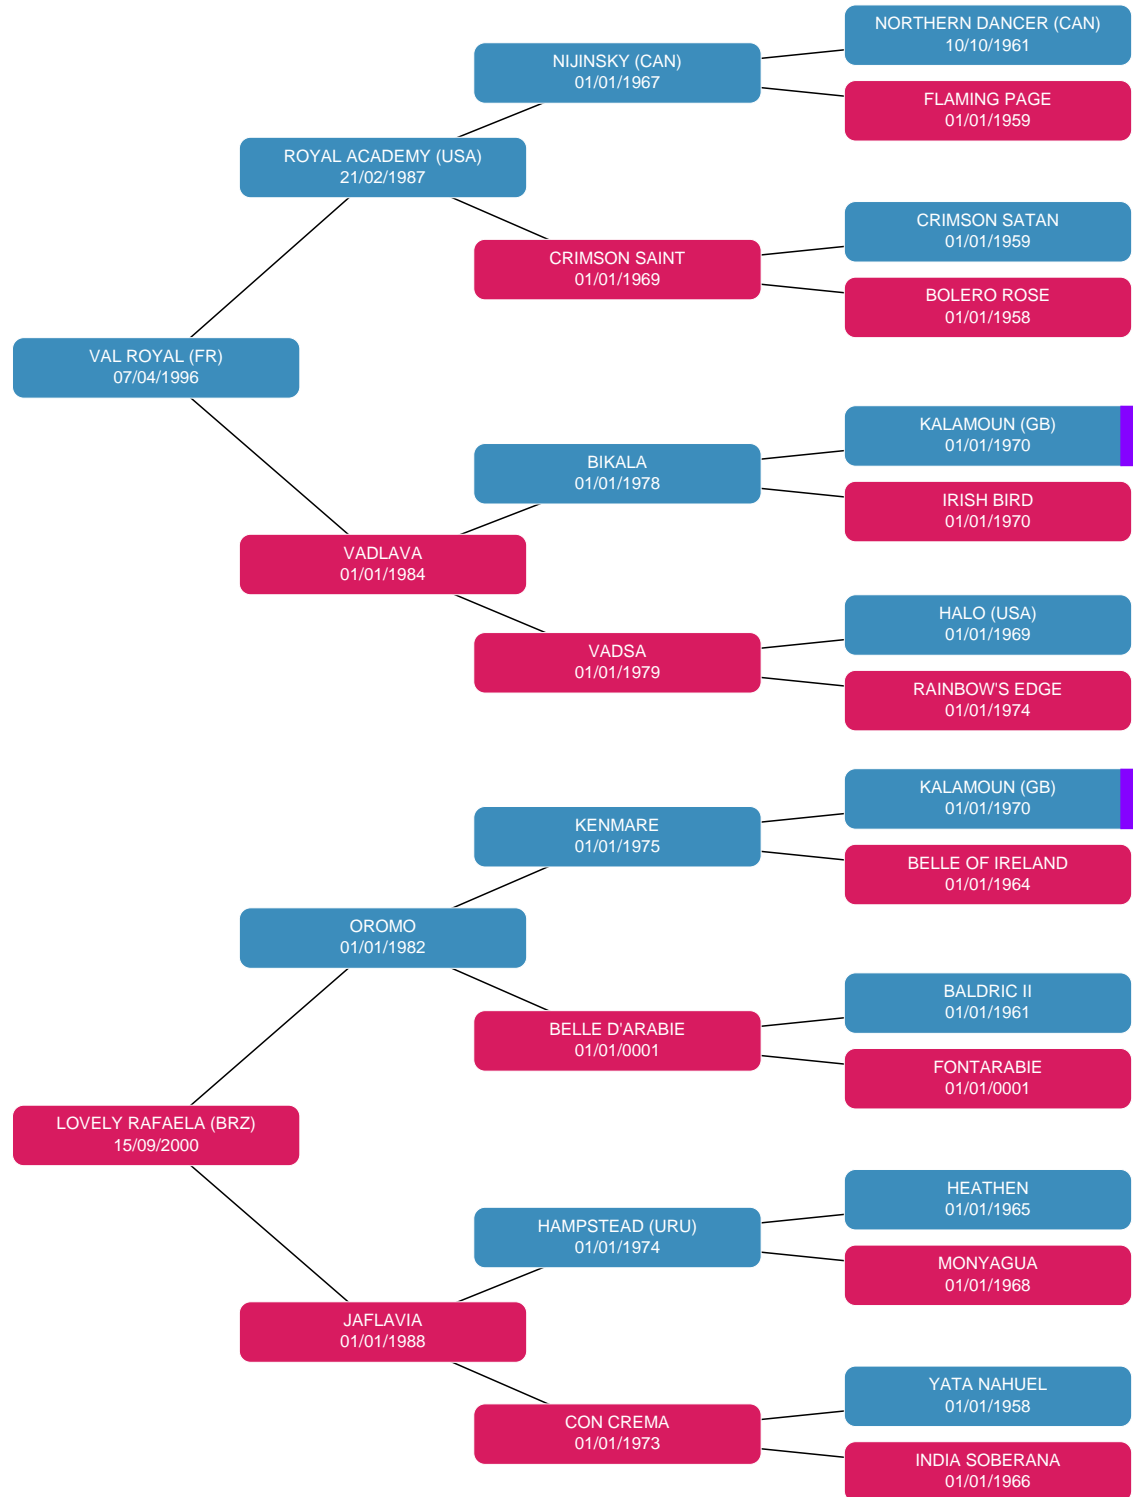 NORTHERN DANCER (CAN)
10/10/1961
NIJINSKY (CAN)
01/01/1967
FLAMING PAGE
01/01/1959
ROYAL ACADEMY (USA)
21/02/1987
CRIMSON SATAN
01/01/1959
CRIMSON SAINT
01/01/1969
BOLERO ROSE
01/01/1958
VAL ROYAL (FR)
07/04/1996
KALAMOUN (GB)
01/01/1970
BIKALA
01/01/1978
IRISH BIRD
01/01/1970
VADLAVA
01/01/1984
HALO (USA)
01/01/1969
VADSA
01/01/1979
RAINBOW'S EDGE
01/01/1974
KALAMOUN (GB)
01/01/1970
KENMARE
01/01/1975
BELLE OF IRELAND
01/01/1964
OROMO
01/01/1982
BALDRIC II
01/01/1961
BELLE D'ARABIE
01/01/0001
FONTARABIE
01/01/0001
LOVELY RAFAELA (BRZ)
15/09/2000
HEATHEN
01/01/1965
HAMPSTEAD (URU)
01/01/1974
MONYAGUA
01/01/1968
JAFLAVIA
01/01/1988
YATA NAHUEL
01/01/1958
CON CREMA
01/01/1973
INDIA SOBERANA
01/01/1966